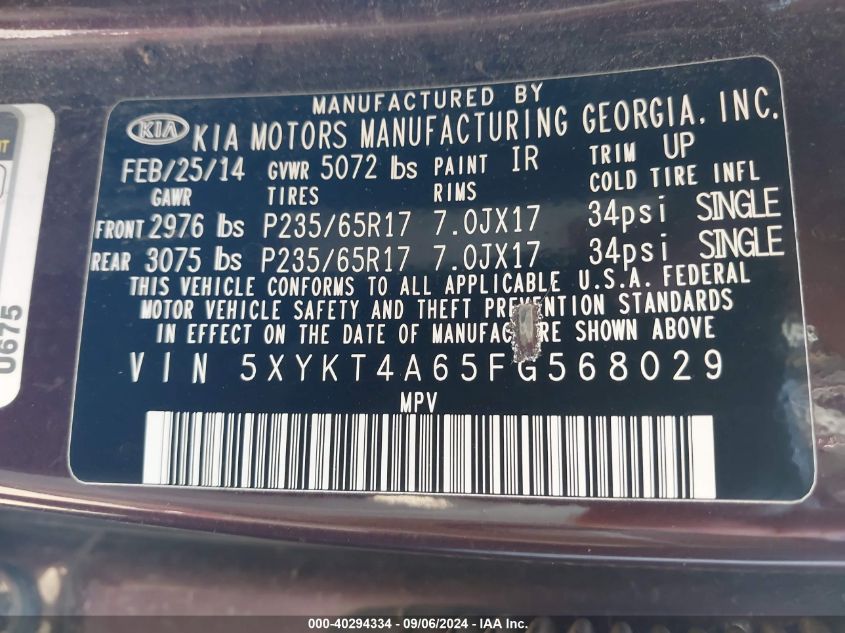 MANUFACTURED BY
KIA KIA MOTORS MANUFACTURING GEORGIA, INC.
FEB/25/14 GVWR 5072 lbs PAINT IR TRIM UP
GAWR TIRES RIMS COLD TIRE INFL
FRONT 2976 lbs P235/65R17 7.0JX17 34psi SINGLE
REAR 3075 lbs P235/65R17 7.0JX17 34psi SINGLE
THIS VEHICLE CONFORMS TO ALL APPLICABLE U.S.A. FEDERAL
MOTOR VEHICLE SAFETY AND THEFT PREVENTION STANDARDS
IN EFFECT ON THE DATE OF MANUFACTURE SHOWN ABOVE
VIN 5XYKT4A65FG568029
MPV
U675
000-40294334 - 09/06/2024 - IAA Inc.